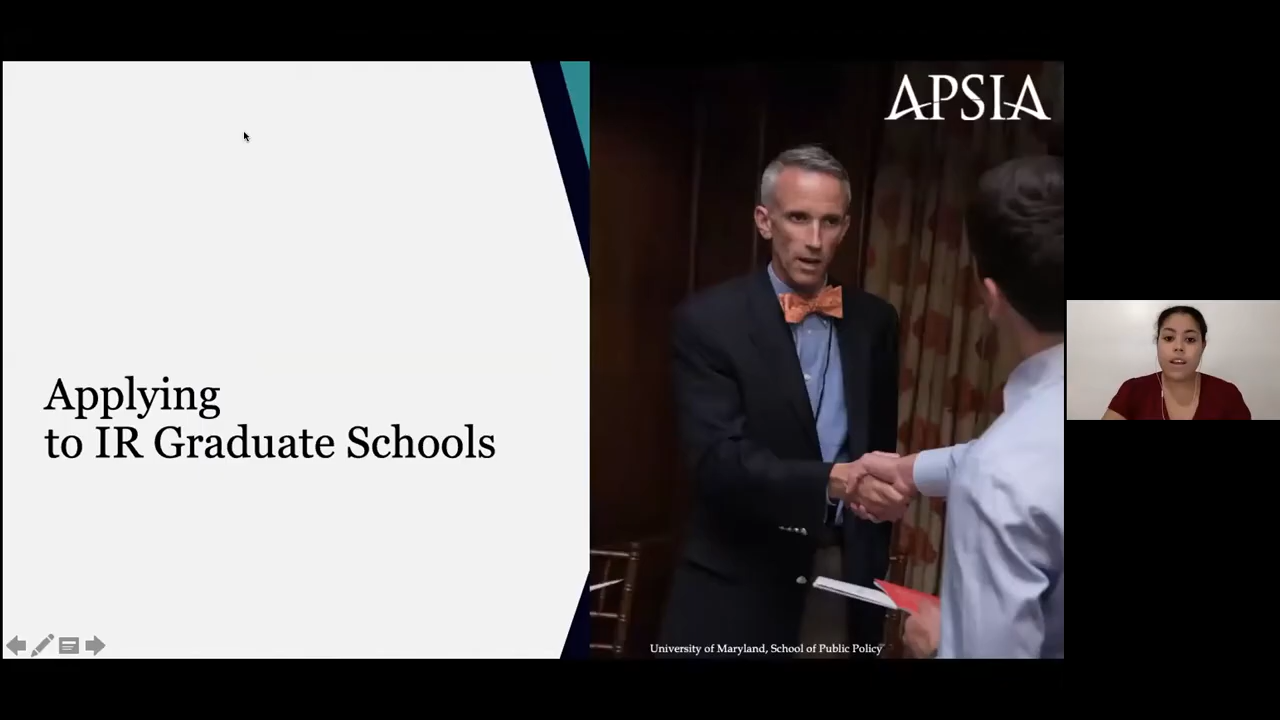 APSIA
Applying
to IR Graduate Schools
University of Maryland, School of Public Policy